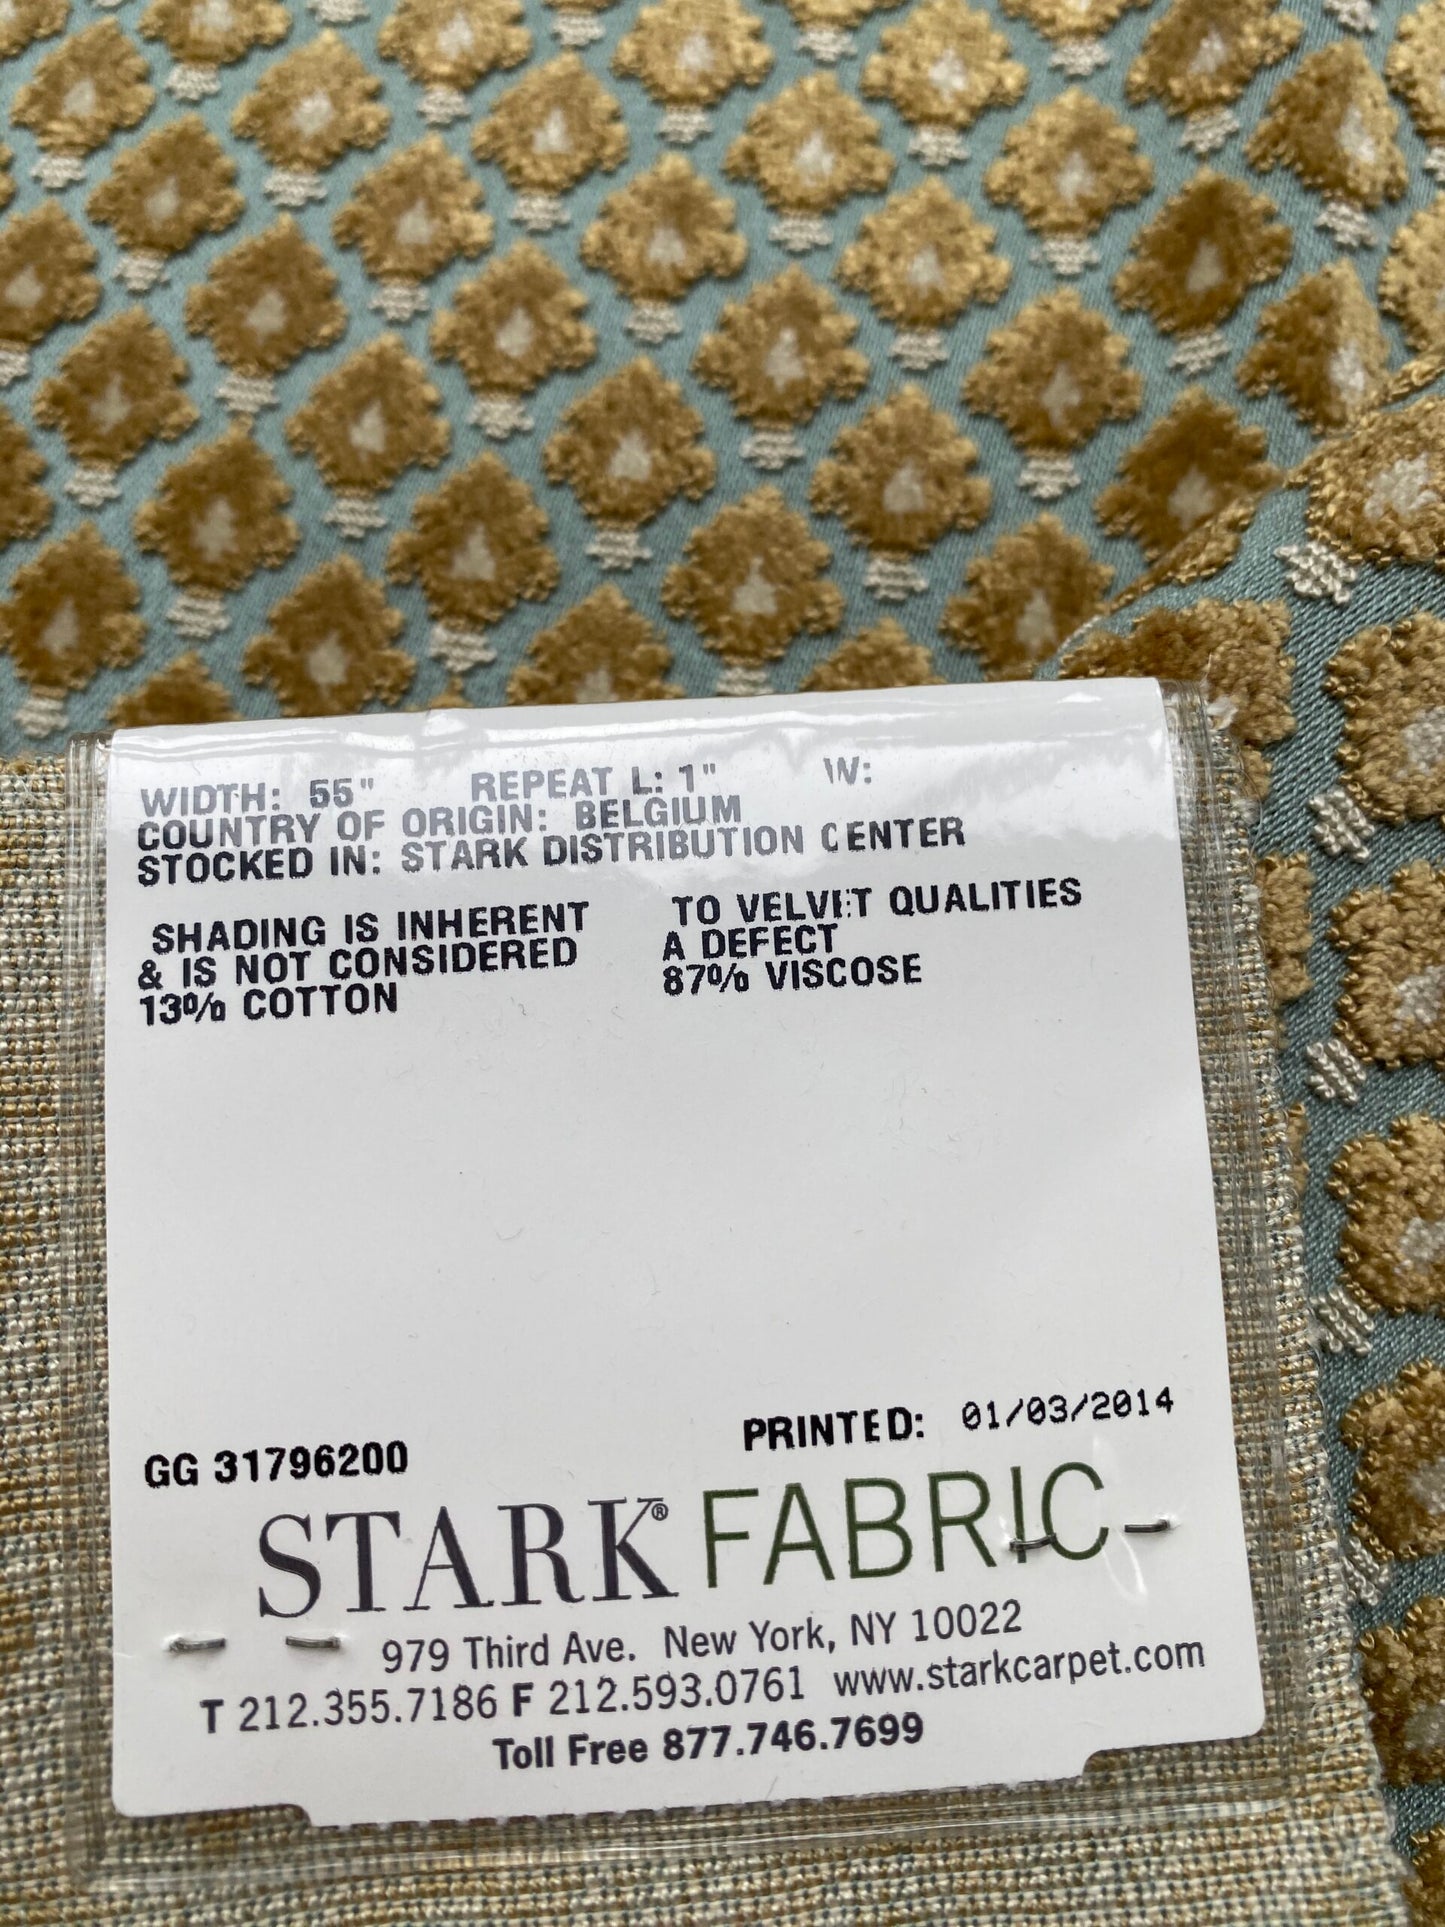 WIDTH: 55" REPEAT L: 1" W:
COUNTRY OF ORIGIN: BELGIUM
STOCKED IN: STARK DISTRIBUTION CENTER
SHADING IS INHERENT TO VELVET QUALITIES
& IS NOT CONSIDERED A DEFECT
13% COTTON 87% VISCOSE
GG 31796200 PRINTED: 01/03/2014
STARK® FABRIC
979 Third Ave. New York, NY 10022
T 212.355.7186 F 212.593.0761 www.starkcarpet.com
Toll Free 877.746.7699